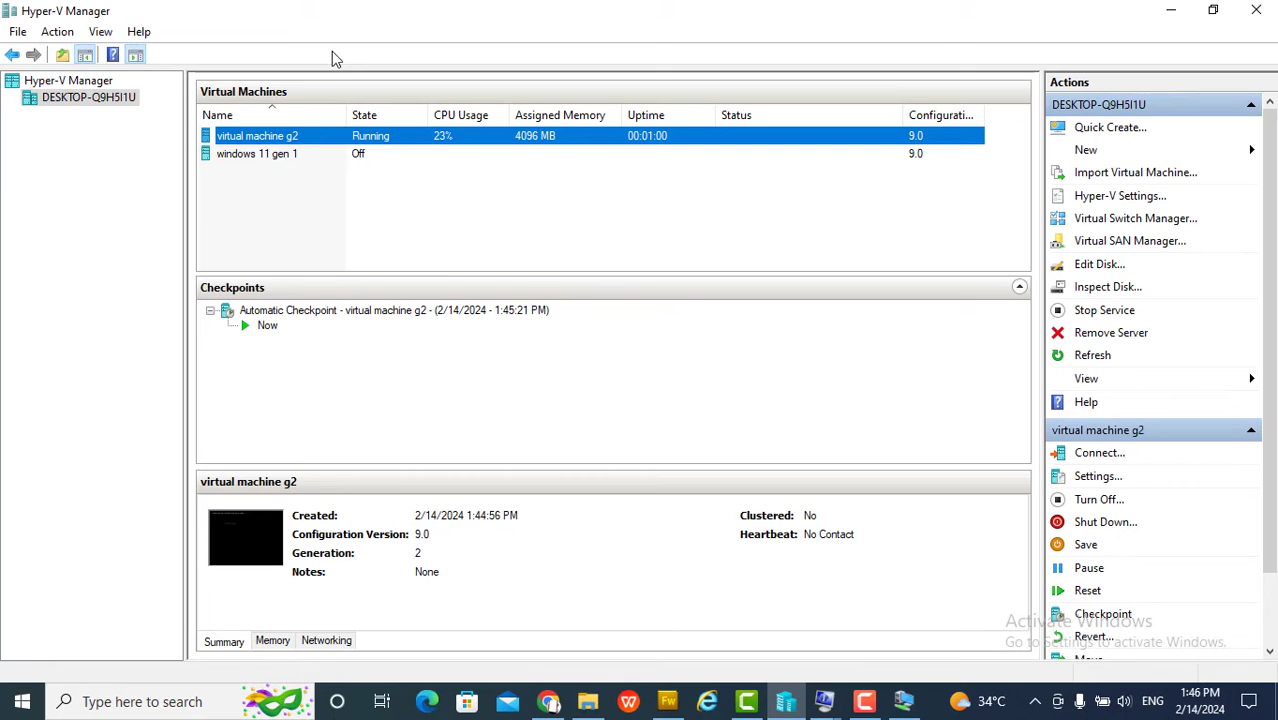 Hyper-V Manager
File Action View Help
Hyper-V Manager
DESKTOP-Q9H5I1U
Virtual Machines
Name State CPU Usage Assigned Memory Uptime Status Configurati...
virtual machine g2 Running 23% 4096 MB 00:01:00 9.0
windows 11 gen 1 Off 9.0
Checkpoints
Automatic Checkpoint - virtual machine g2 - (2/14/2024 - 1:45:21 PM)
Now
virtual machine g2
Created: 2/14/2024 1:44:56 PM Clustered: No
Configuration Version: 9.0 Heartbeat: No Contact
Generation: 2
Notes: None
Summary Memory Networking
Actions
DESKTOP-Q9H5I1U
Quick Create...
New
Import Virtual Machine...
Hyper-V Settings...
Virtual Switch Manager...
Virtual SAN Manager...
Edit Disk...
Inspect Disk...
Stop Service
Remove Server
Refresh
View
Help
virtual machine g2
Connect...
Settings...
Turn Off...
Shut Down...
Save
Pause
Reset
Checkpoint
Revert...
Activate Windows
Go to Settings to activate Windows.
Type here to search
34°C
ENG
1:46 PM
2/14/2024